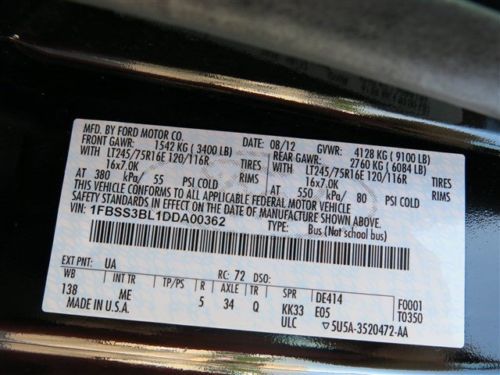 MFD. BY FORD MOTOR CO.
08/12 GVWR: 4128 KG (9100 LB)
FRONT GAWR: 1542 KG (3400 LB) REAR GAWR: 2760 KG (6084 LB)
WITH LT245/75R16E 120/116R TIRES WITH LT245/75R16E 120/116R TIRES
16x7.0K RIMS 16x7.0K RIMS
AT 380 kPa/ 55 PSI COLD AT 550 kPa/ 80 PSI COLD
THIS VEHICLE CONFORMS TO ALL APPLICABLE FEDERAL MOTOR VEHICLE
SAFETY STANDARDS IN EFFECT ON THE DATE OF MANUFACTURE SHOWN ABOVE.
VIN: 1FBSS3BL1DDA00362 TYPE: Bus (Not school bus)
EXT PNT: UA RC: 72 DSO:
WB INT TR TP/PS R AXLE TR SPR DE414 F0001
138 ME 5 34 Q KK33 E05 T0350
MADE IN U.S.A. ULC 5U5A-3520472-AA